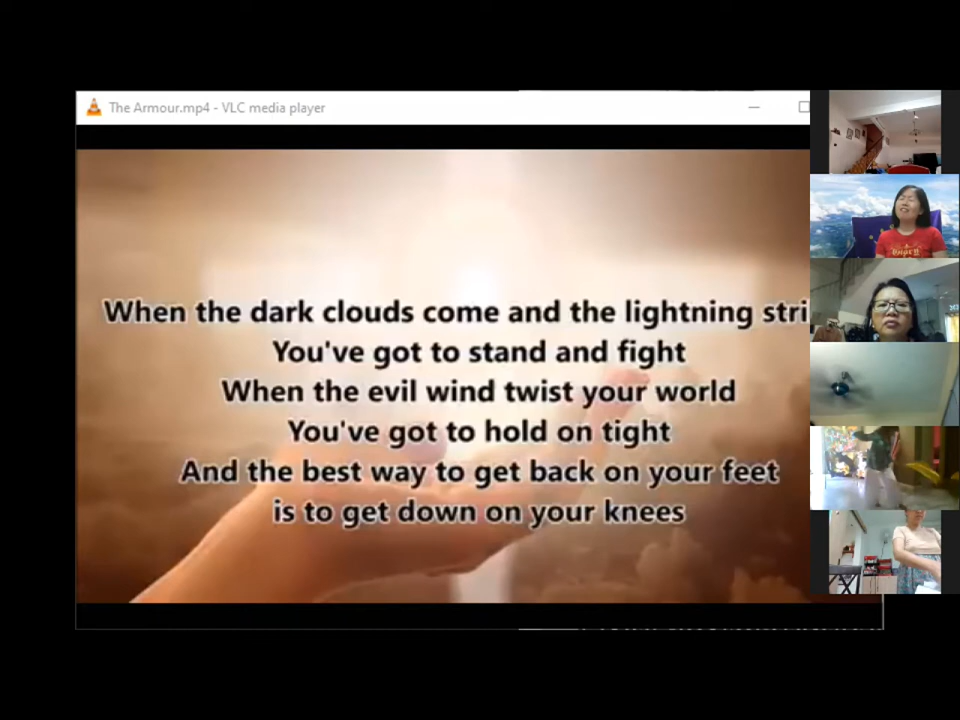 The Armour.mp4 - VLC media player
When the dark clouds come and the lightning stri
You've got to stand and fight
When the evil wind twist your world
You've got to hold on tight
And the best way to get back on your feet
is to get down on your knees